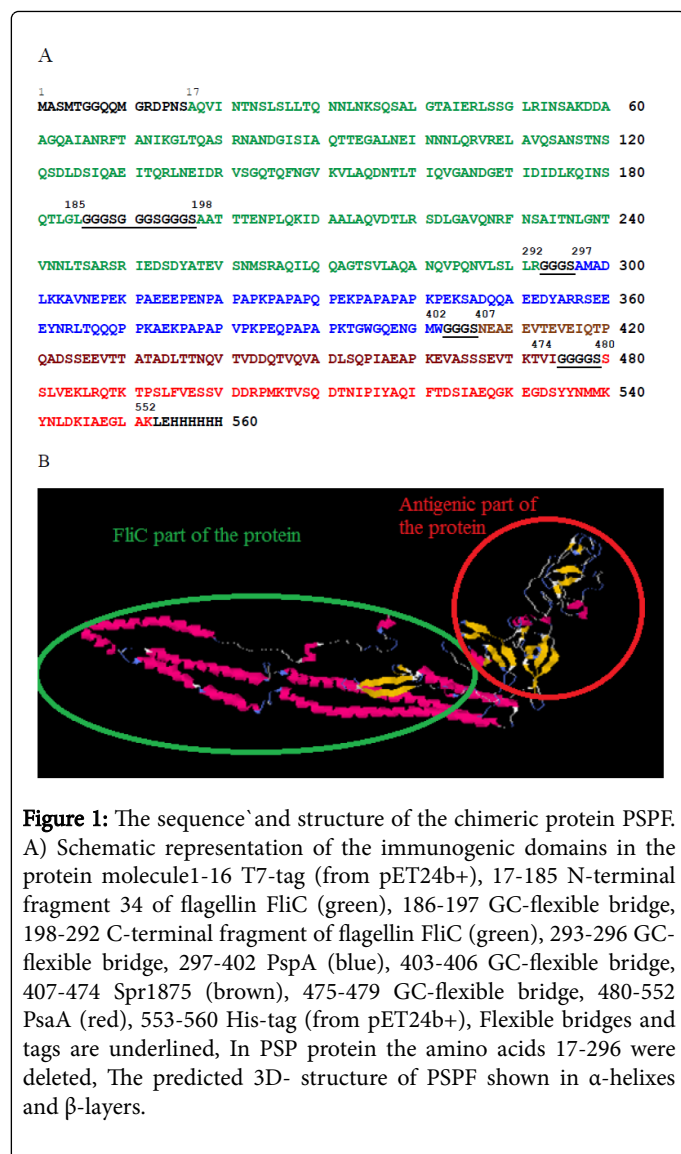 A
1 17
MASMTGGQQM GRDPNSAQVI NTNSLSLLTQ NNLNKSQSAL GTAIERLSSG LRINSAKDDA 60
AGQAIANRFT ANIKGLTQAS RNANDGISIA QTTEGALNEI NNNLQRVREL AVQSANSTNS 120
QSDLDSIQAE ITQRLNEIDR VSGQTQFNGV KVLAQDNTLT IQVGANDGET IDIDLKQINS 180
185 198
QTLGLGGGSG GGSGGGSAAT TTENPLQKID AALAQVDTLR SDLGAVQNRF NSAITNLGNT 240
292 297
VNNLTSARSR IEDSDYATEV SNMSRAQILQ QAGTSVLAQA NQVPQNVLSL LRGGGSAMAD 300
LKKAVNEPEK PAEEEPENPA PAPKPAPAPQ PEKPAPAPAP KPEKSADQQA EEDYARRSEE 360
402 407
EYNRLTQQQP PKAEKPAPAP VPKPEQPAPA PKTGWGQENG MWGGGSNEAE EVTEVEIQTP 420
474 480
QADSSEEVTT ATADLTTNQV TVDDQTVQVA DLSQPIAEAP KEVASSSEVT KTVIGGGGSS 480
SLVEKLRQTK TPSLFVESSV DDRPMKTVSQ DTNIPIYAQI FTDSIAEQGK EGDSYYNMMK 540
552
YNLDKIAEGL AKLEHHHHHH 560
B
FliC part of the protein
Antigenic part of
the protein
Figure 1: The sequence`and structure of the chimeric protein PSPF.
A) Schematic representation of the immunogenic domains in the
protein molecule1-16 T7-tag (from pET24b+), 17-185 N-terminal
fragment 34 of flagellin FliC (green), 186-197 GC-flexible bridge,
198-292 C-terminal fragment of flagellin FliC (green), 293-296 GC-
flexible bridge, 297-402 PspA (blue), 403-406 GC-flexible bridge,
407-474 Spr1875 (brown), 475-479 GC-flexible bridge, 480-552
PsaA (red), 553-560 His-tag (from pET24b+), Flexible bridges and
tags are underlined, In PSP protein the amino acids 17-296 were
deleted, The predicted 3D- structure of PSPF shown in α-helixes
and β-layers.